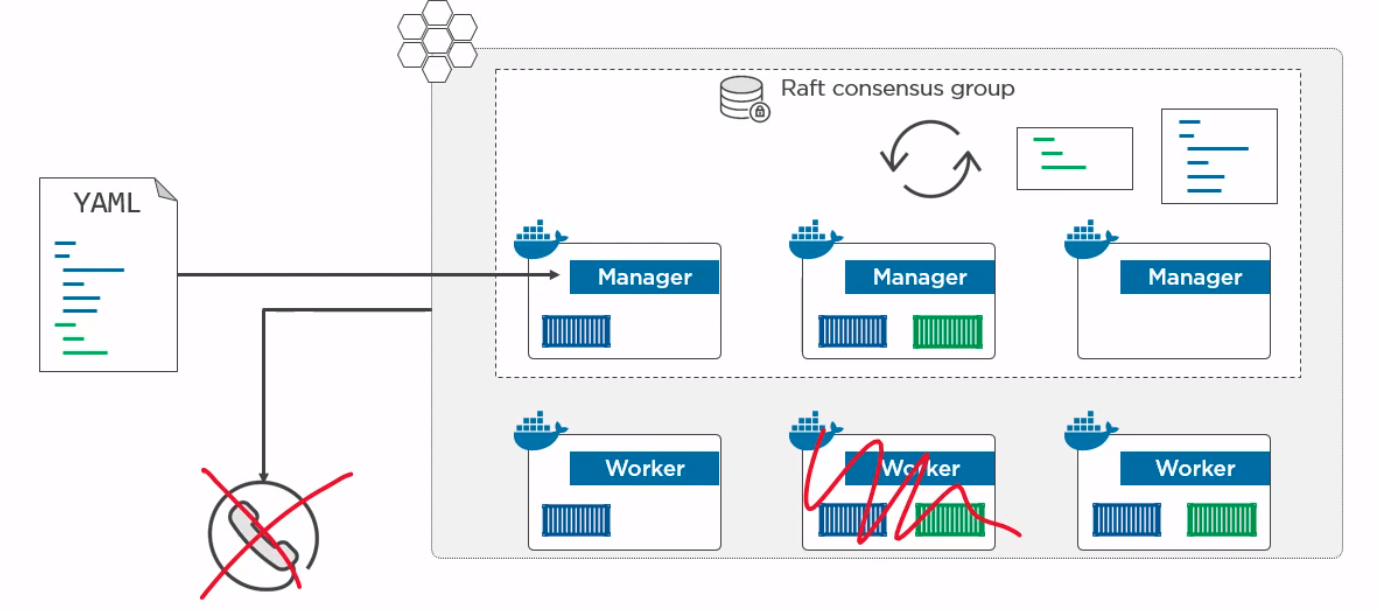 Raft consensus group
YAML
Manager
Manager
Manager
Worker
Worker
Worker